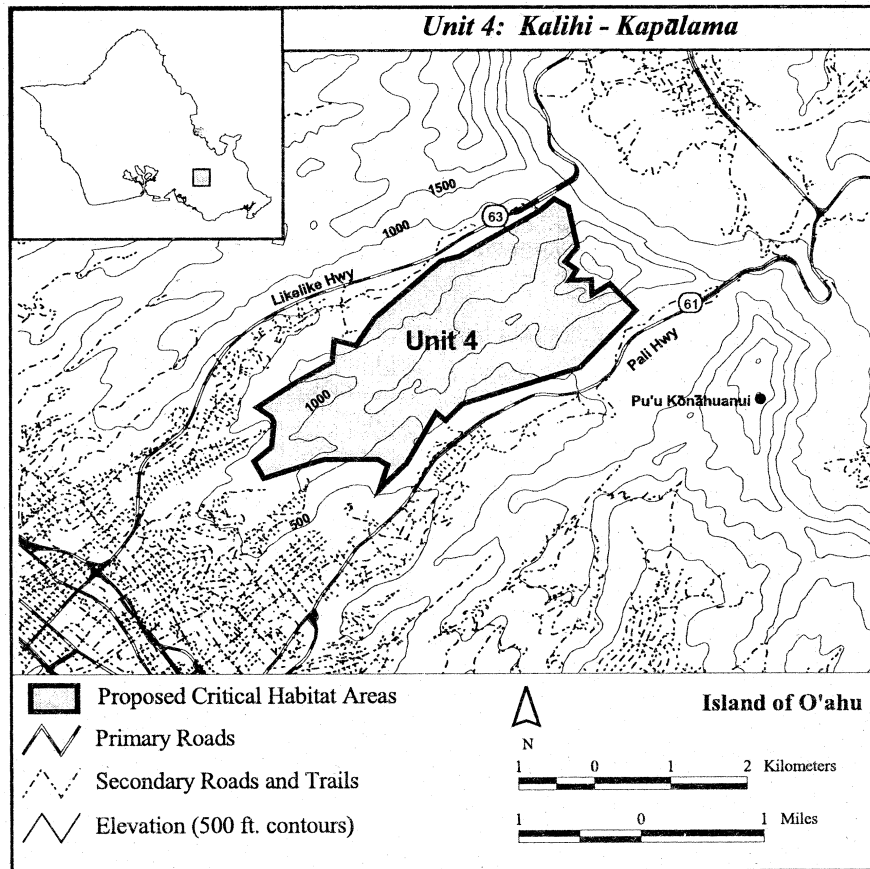 Unit 4: Kalihi - Kapālama
1500
1000
63
Likelike Hwy
61
Unit 4
Pali Hwy
1000
Pu'u Kōnāhuanui
500
Proposed Critical Habitat Areas
Primary Roads
Secondary Roads and Trails
Elevation (500 ft. contours)
N
Island of O'ahu
1 0 1 2 Kilometers
1 0 1 Miles